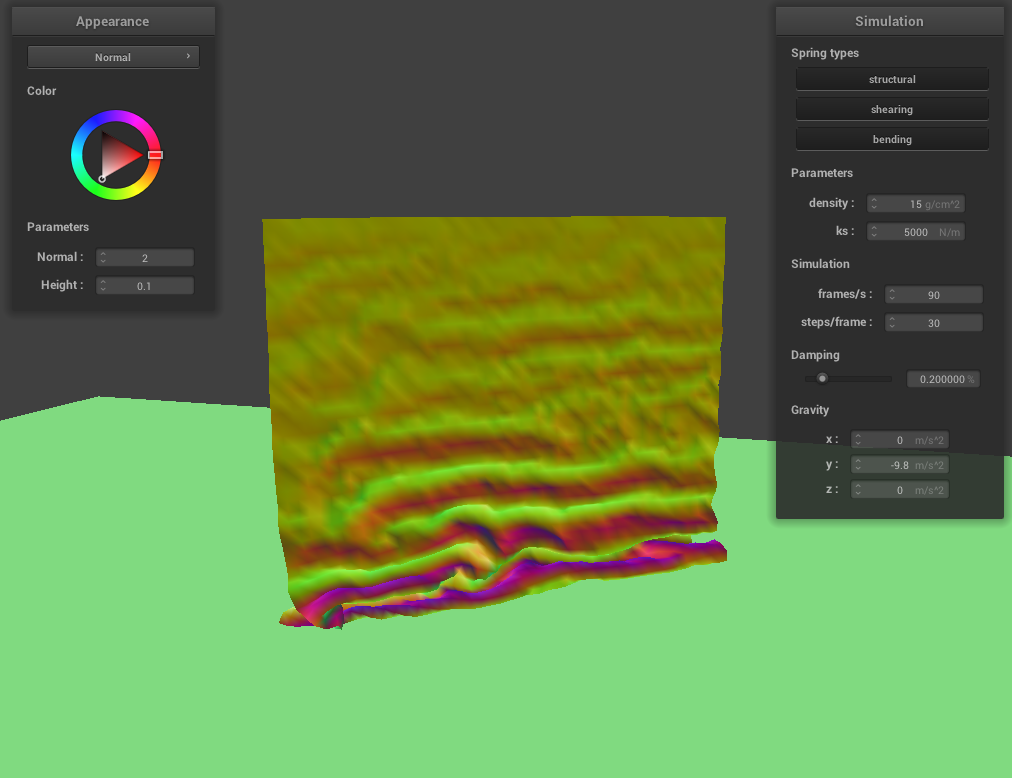 Appearance
Normal ›
Color
Parameters
Normal : 2
Height : 0.1
Simulation
Spring types
structural
shearing
bending
Parameters
density : 15 g/cm^2
ks : 5000 N/m
Simulation
frames/s : 90
steps/frame : 30
Damping
0.200000 %
Gravity
x : 0 m/s^2
y : -9.8 m/s^2
z : 0 m/s^2